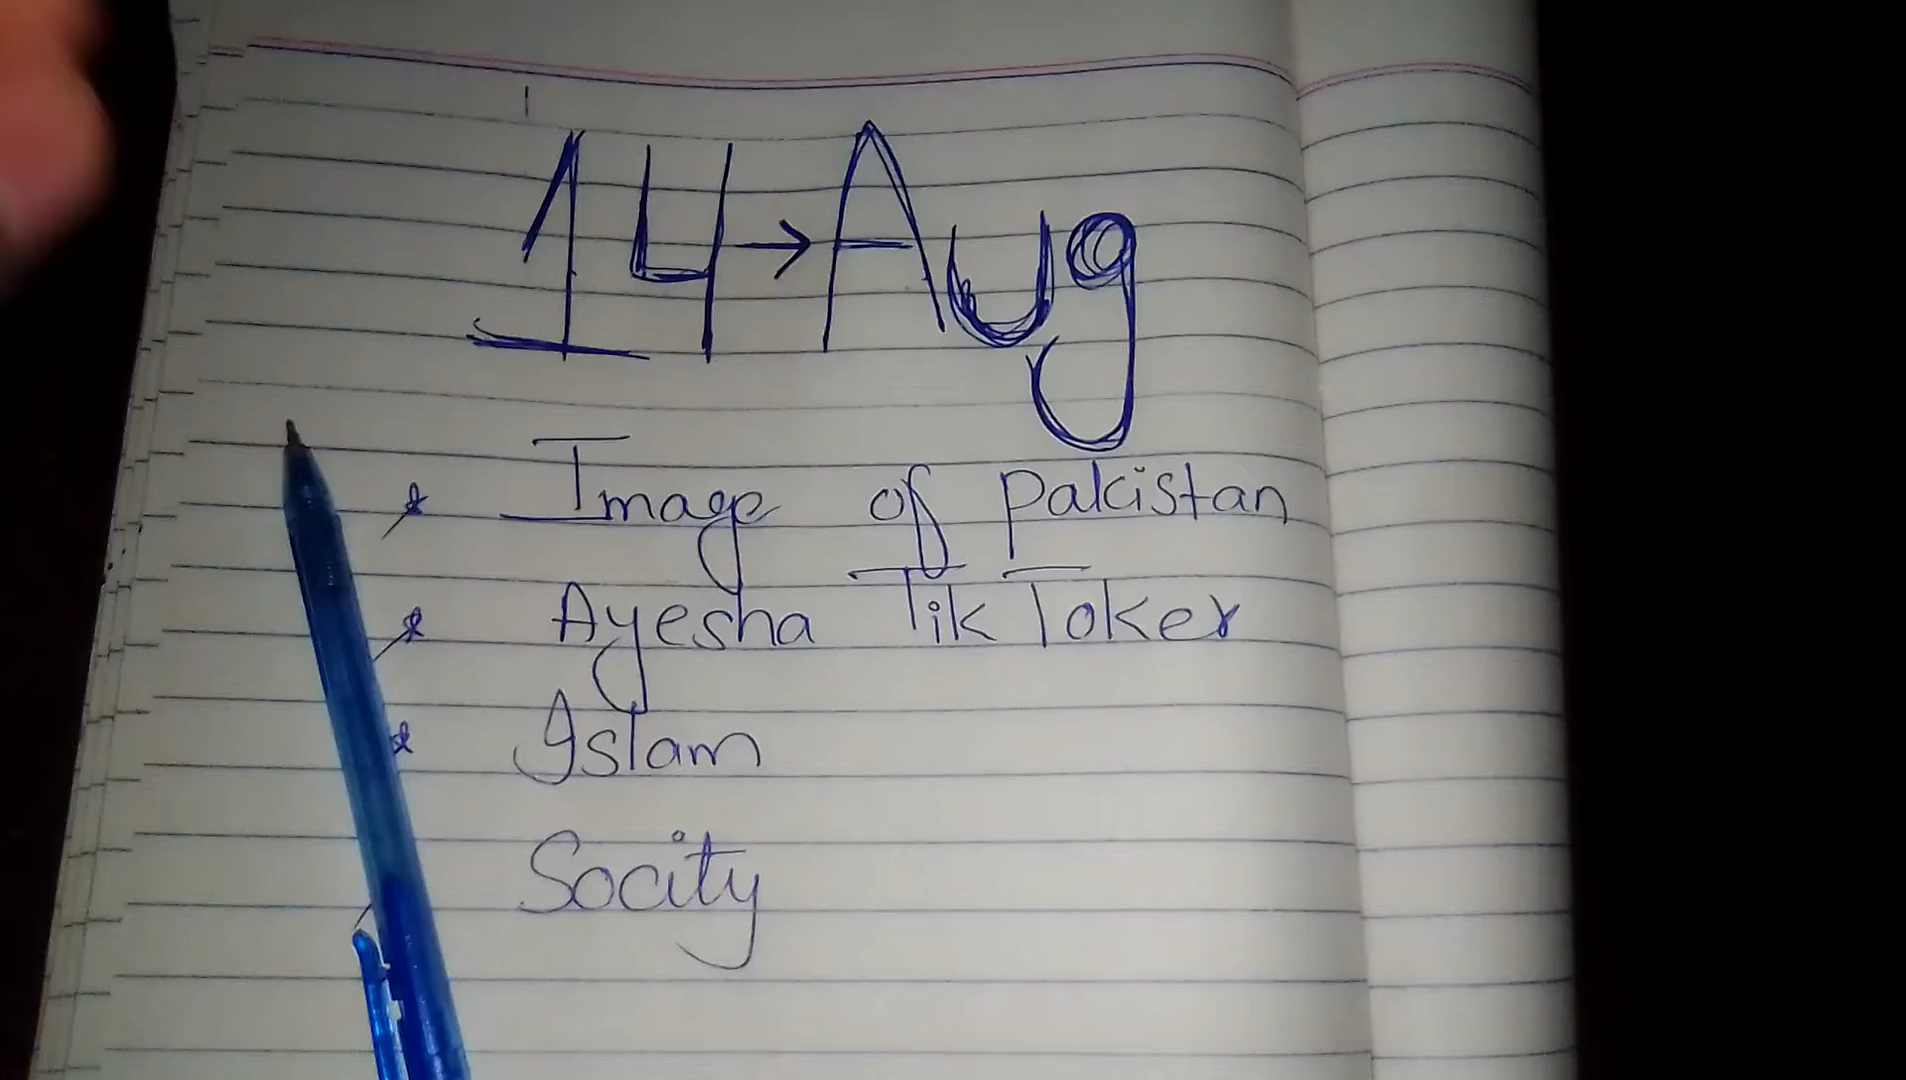 14→Aug
* Image of Pakistan
* Ayesha TikToker
* Islam
Socity